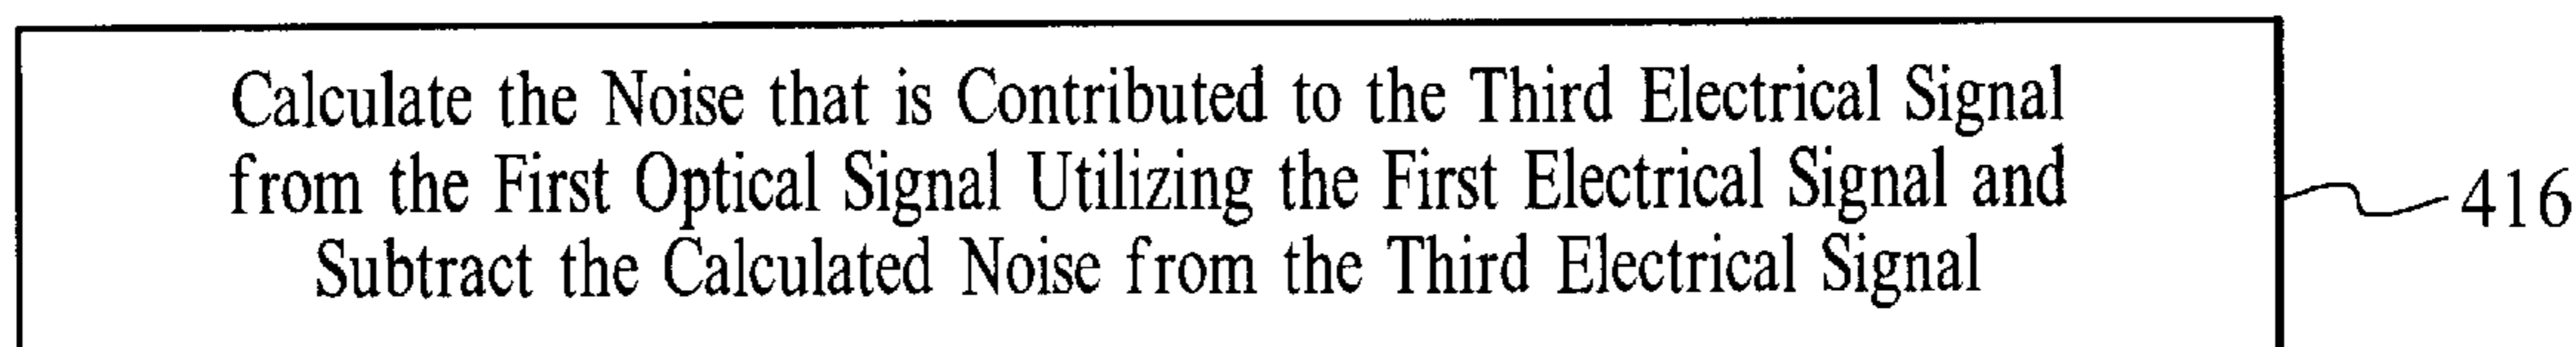 Calculate the Noise that is Contributed to the Third Electrical Signal
from the First Optical Signal Utilizing the First Electrical Signal and
Subtract the Calculated Noise from the Third Electrical Signal
416